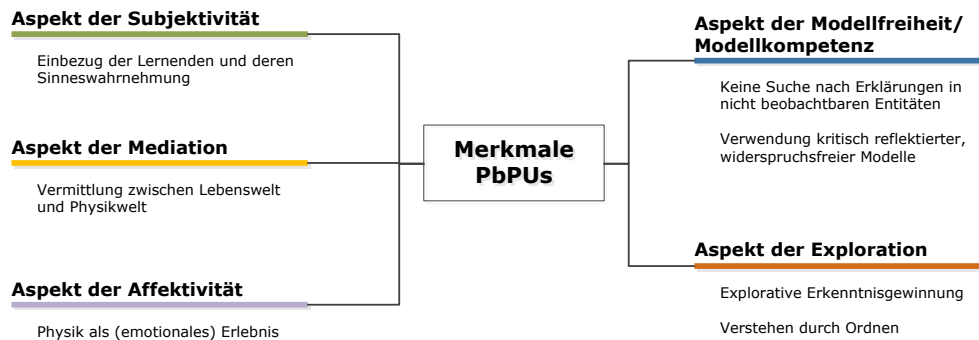 Aspekt der Subjektivität
Einbezug der Lernenden und deren
Sinneswahrnehmung
Aspekt der Mediation
Vermittlung zwischen Lebenswelt
und Physikwelt
Aspekt der Affektivität
Physik als (emotionales) Erlebnis
Merkmale
PbPUs
Aspekt der Modellfreiheit/
Modellkompetenz
Keine Suche nach Erklärungen in
nicht beobachtbaren Entitäten
Verwendung kritisch reflektierter,
widerspruchsfreier Modelle
Aspekt der Exploration
Explorative Erkenntnisgewinnung
Verstehen durch Ordnen